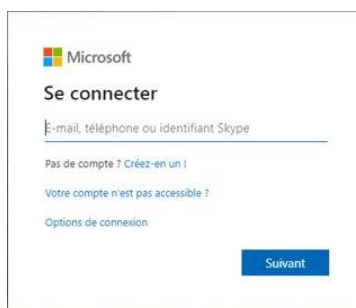 Microsoft
Se connecter
E-mail, téléphone ou identifiant Skype
Pas de compte ? Créez-en un !
Votre compte n'est pas accessible ?
Options de connexion
Suivant